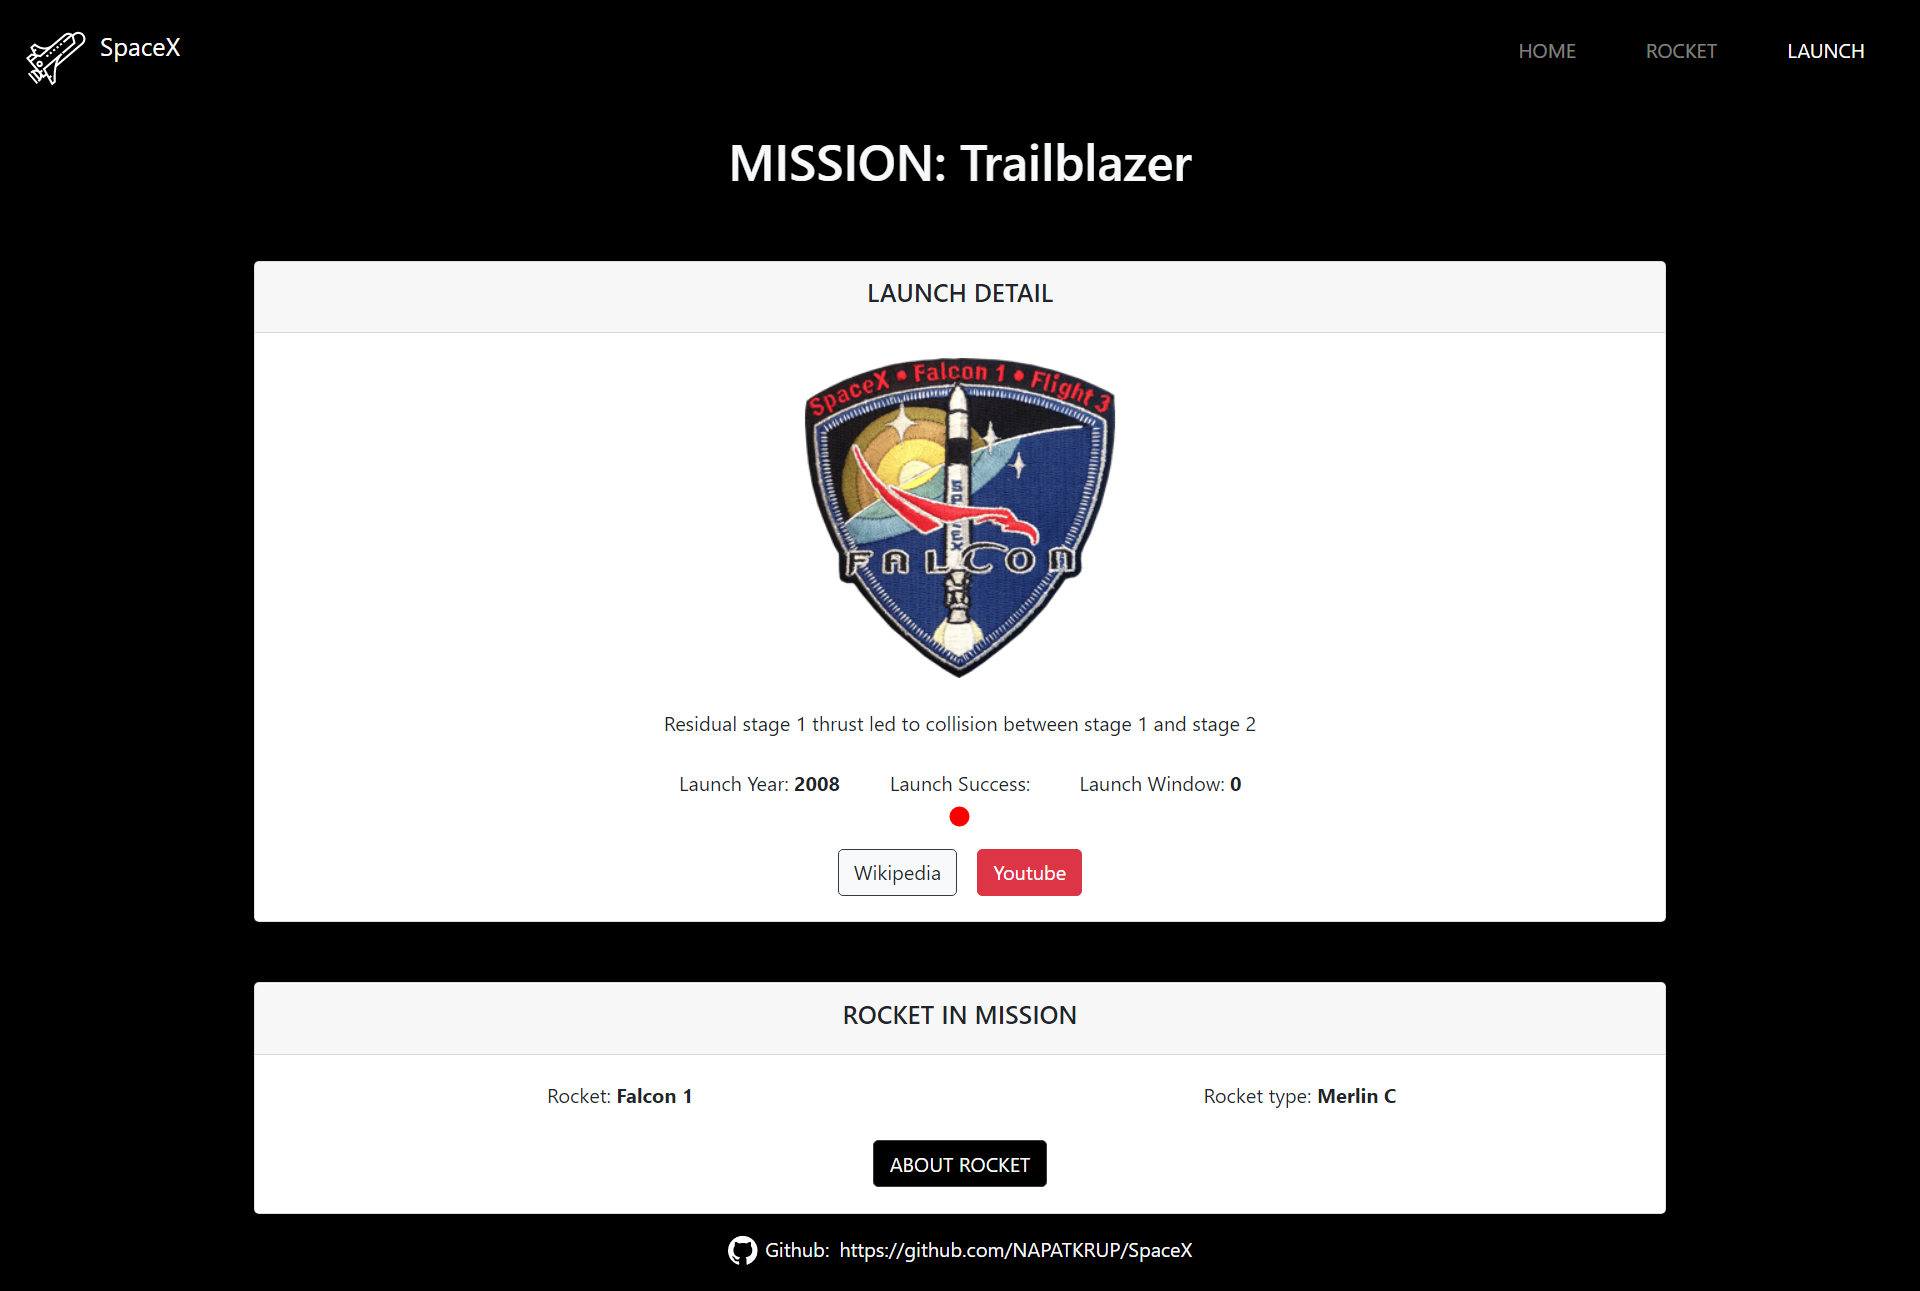 SpaceX
HOME ROCKET LAUNCH
MISSION: Trailblazer
LAUNCH DETAIL
SpaceX • Falcon 1 • Flight 3
SPACEX
FALCON
Residual stage 1 thrust led to collision between stage 1 and stage 2
Launch Year: 2008 Launch Success: Launch Window: 0
Wikipedia Youtube
ROCKET IN MISSION
Rocket: Falcon 1 Rocket type: Merlin C
ABOUT ROCKET
Github: https://github.com/NAPATKRUP/SpaceX